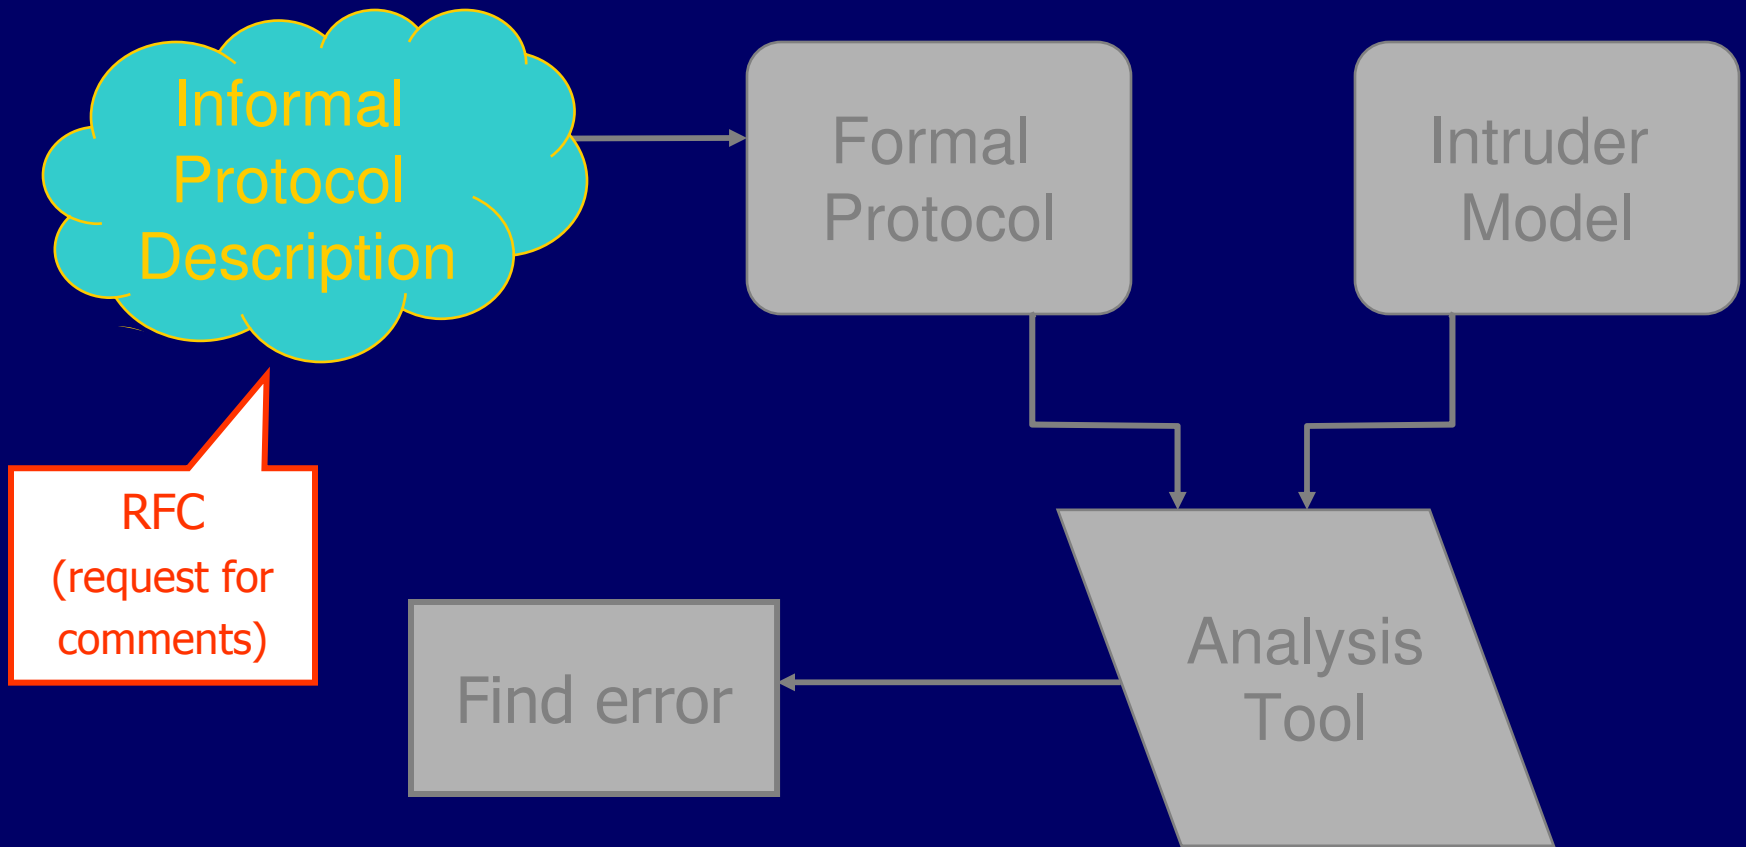 Informal
Protocol
Description
Formal
Protocol
Intruder
Model
RFC
(request for
comments)
Find error
Analysis
Tool